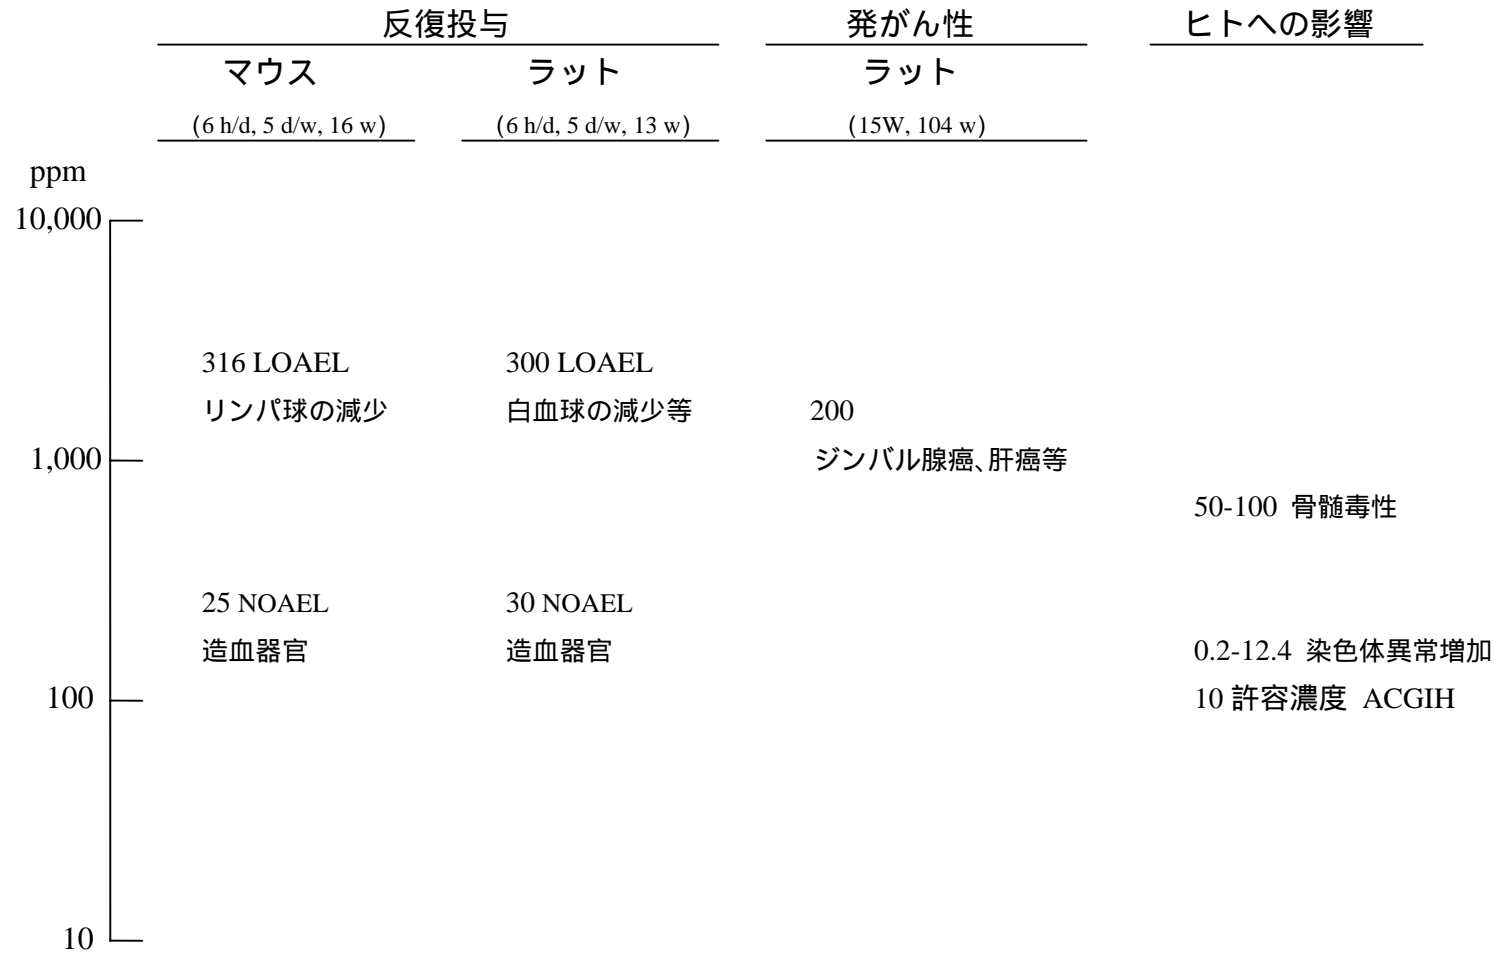 反復投与 発がん性 ヒトへの影響
マウス ラット ラット
(6 h/d, 5 d/w, 16 w) (6 h/d, 5 d/w, 13 w) (15W, 104 w)
ppm
10,000
316 LOAEL 300 LOAEL
リンパ球の減少 白血球の減少等 200
1,000 ジンバル腺癌、肝癌等
50-100 骨髄毒性
25 NOAEL 30 NOAEL
造血器官 造血器官 0.2-12.4 染色体異常増加
100 10 許容濃度 ACGIH
10